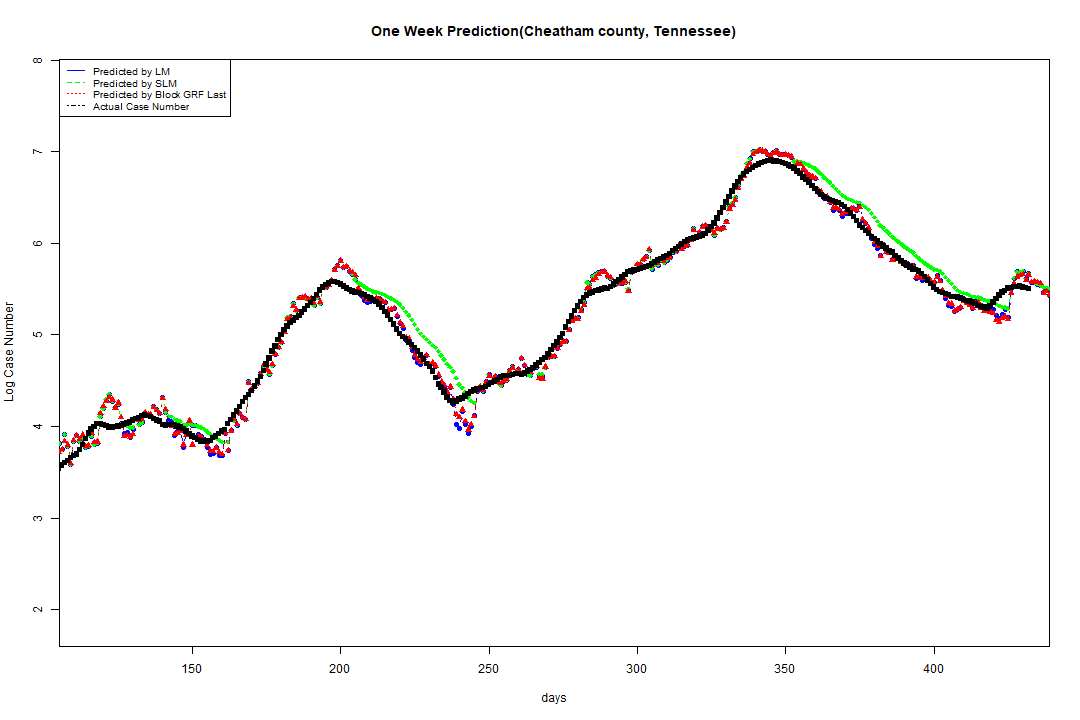 One Week Prediction(Cheatham county, Tennessee)
Predicted by LM
Predicted by SLM
Predicted by Block GRF Last
Actual Case Number
8
7
6
5
4
3
2
Log Case Number
150 200 250 300 350 400
days